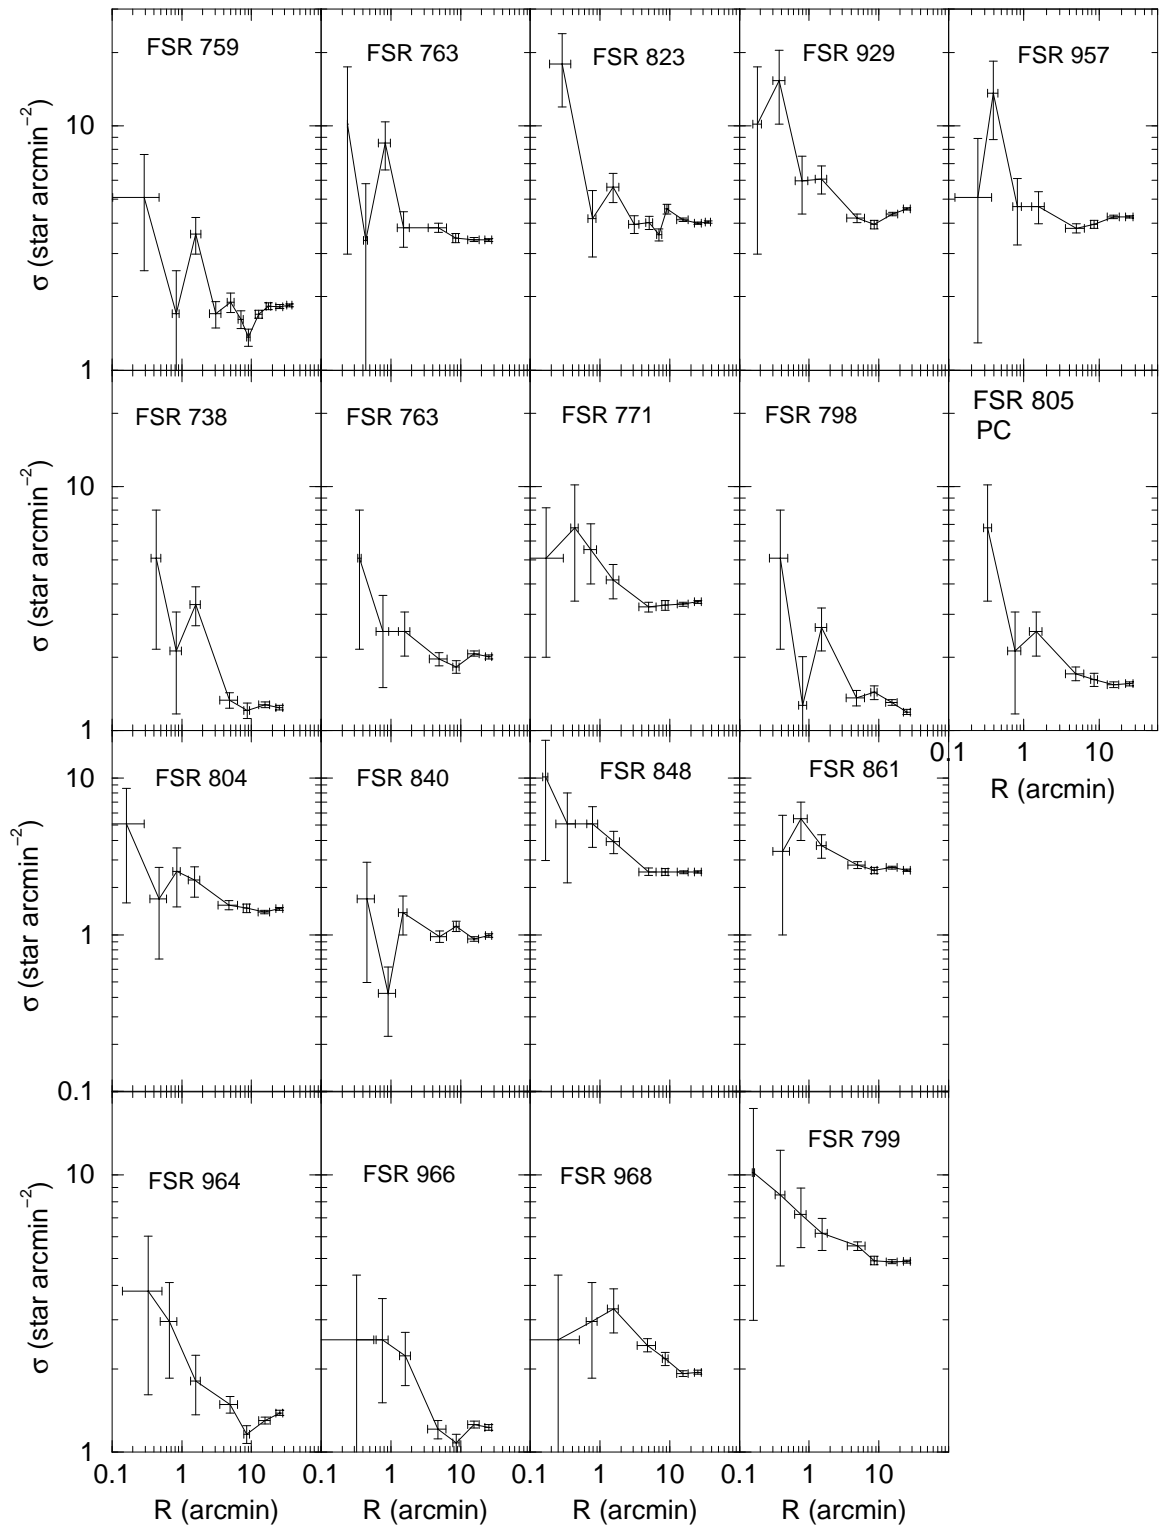 FSR 759
FSR 763
FSR 823
FSR 929
FSR 957
σ (star arcmin−2)
10
1
FSR 738
FSR 763
FSR 771
FSR 798
FSR 805
PC
σ (star arcmin−2)
10
1
0.1 1 10
R (arcmin)
FSR 804
FSR 840
FSR 848
FSR 861
σ (star arcmin−2)
10
1
0.1
FSR 964
FSR 966
FSR 968
FSR 799
σ (star arcmin−2)
10
1
0.1 1 10 0.1 1 10 0.1 1 10 0.1 1 10
R (arcmin) R (arcmin) R (arcmin) R (arcmin)